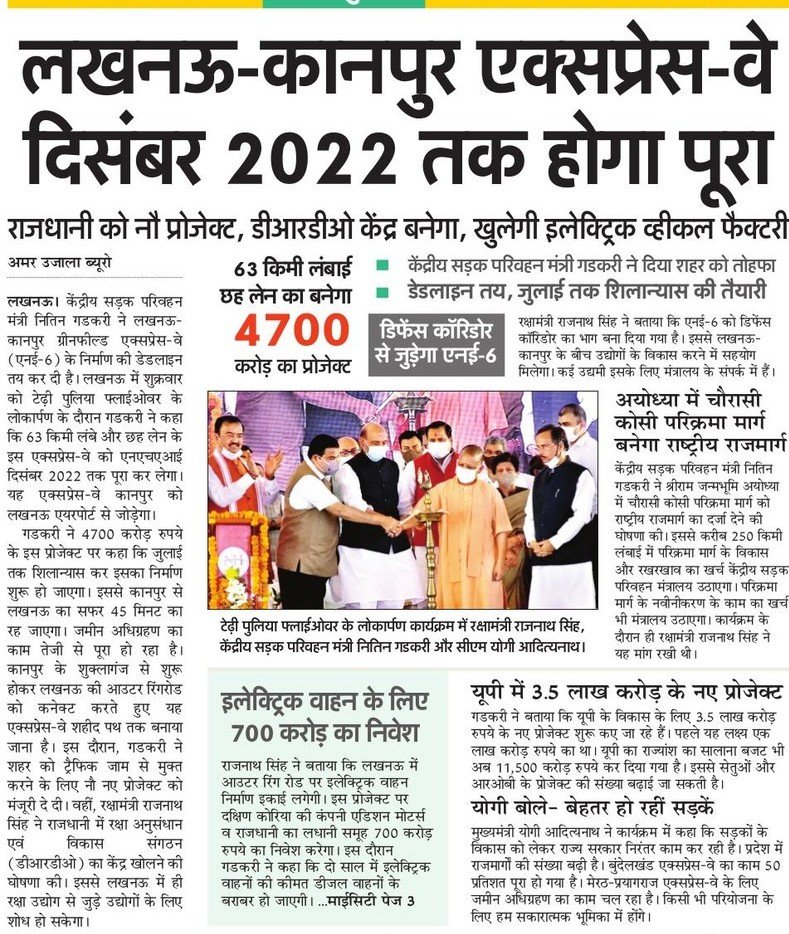 लखनऊ-कानपुर एक्सप्रेस-वे
दिसंबर 2022 तक होगा पूरा
राजधानी को नौ प्रोजेक्ट, डीआरडीओ केंद्र बनेगा, खुलेगी इलेक्ट्रिक व्हीकल फैक्टरी
अमर उजाला ब्यूरो
लखनऊ। केंद्रीय सड़क परिवहन
मंत्री नितिन गडकरी ने लखनऊ-
कानपुर ग्रीनफील्ड एक्सप्रेस-वे
(एनई-6) के निर्माण की डेडलाइन
तय कर दी है। लखनऊ में शुक्रवार
को टेढ़ी पुलिया फ्लाईओवर के
लोकार्पण के दौरान गडकरी ने कहा
कि 63 किमी लंबे और छह लेन के
इस एक्सप्रेस-वे को एनएचएआई
दिसंबर 2022 तक पूरा कर लेगा।
यह एक्सप्रेस-वे कानपुर को
लखनऊ एयरपोर्ट से जोड़ेगा।
गडकरी ने 4700 करोड़ रुपये
के इस प्रोजेक्ट पर कहा कि जुलाई
तक शिलान्यास कर इसका निर्माण
शुरू हो जाएगा। इससे कानपुर से
लखनऊ का सफर 45 मिनट का
रह जाएगा। जमीन अधिग्रहण का
काम तेजी से पूरा हो रहा है।
कानपुर के शुक्लागंज से शुरू
होकर लखनऊ की आउटर रिंगरोड
को कनेक्ट करते हुए यह
एक्सप्रेस-वे शहीद पथ तक बनाया
जाना है। इस दौरान, गडकरी ने
शहर को ट्रैफिक जाम से मुक्त
करने के लिए नौ नए प्रोजेक्ट को
मंजूरी दे दी। वहीं, रक्षामंत्री राजनाथ
सिंह ने राजधानी में रक्षा अनुसंधान
एवं विकास संगठन
(डीआरडीओ) का केंद्र खोलने की
घोषणा की। इससे लखनऊ में ही
रक्षा उद्योग से जुड़े उद्योगों के लिए
शोध हो सकेगा।
63 किमी लंबाई
छह लेन का बनेगा
4700
करोड़ का प्रोजेक्ट
केंद्रीय सड़क परिवहन मंत्री गडकरी ने दिया शहर को तोहफा
डेडलाइन तय, जुलाई तक शिलान्यास की तैयारी
डिफेंस कॉरिडोर
से जुड़ेगा एनई-6
रक्षामंत्री राजनाथ सिंह ने बताया कि एनई-6 को डिफेंस
कॉरिडोर का भाग बना दिया गया है। इससे लखनऊ-
कानपुर के बीच उद्योगों के विकास करने में सहयोग
मिलेगा। कई उद्यमी इसके लिए मंत्रालय के संपर्क में हैं।
टेढ़ी पुलिया फ्लाईओवर के लोकार्पण कार्यक्रम में रक्षामंत्री राजनाथ सिंह,
केंद्रीय सड़क परिवहन मंत्री नितिन गडकरी और सीएम योगी आदित्यनाथ।
अयोध्या में चौरासी
कोसी परिक्रमा मार्ग
बनेगा राष्ट्रीय राजमार्ग
केंद्रीय सड़क परिवहन मंत्री नितिन
गडकरी ने श्रीराम जन्मभूमि अयोध्या
में चौरासी कोसी परिक्रमा मार्ग को
राष्ट्रीय राजमार्ग का दर्जा देने की
घोषणा की। इससे करीब 250 किमी
लंबाई में परिक्रमा मार्ग के विकास
और रखरखाव का खर्च केंद्रीय सड़क
परिवहन मंत्रालय उठाएगा। परिक्रमा
मार्ग के नवीनीकरण के काम का खर्च
भी मंत्रालय उठाएगा। कार्यक्रम के
दौरान ही रक्षामंत्री राजनाथ सिंह ने
यह मांग रखी थी।
इलेक्ट्रिक वाहन के लिए
700 करोड़ का निवेश
राजनाथ सिंह ने बताया कि लखनऊ में
आउटर रिंग रोड पर इलेक्ट्रिक वाहन
निर्माण इकाई लगेगी। इस प्रोजेक्ट पर
दक्षिण कोरिया की कंपनी एडिशन मोटर्स
व राजधानी का लधानी समूह 700 करोड़
रुपये का निवेश करेगा। इस दौरान
गडकरी ने कहा कि दो साल में इलेक्ट्रिक
वाहनों की कीमत डीजल वाहनों के
बराबर हो जाएगी। ...माईसिटी पेज 3
यूपी में 3.5 लाख करोड़ के नए प्रोजेक्ट
गडकरी ने बताया कि यूपी के विकास के लिए 3.5 लाख करोड़
रुपये के नए प्रोजेक्ट शुरू कए जा रहे हैं। पहले यह लक्ष्य एक
लाख करोड़ रुपये का था। यूपी का राज्यांश का सालाना बजट भी
अब 11,500 करोड़ रुपये कर दिया गया है। इससे सेतुओं और
आरओबी के प्रोजेक्ट की संख्या बढ़ाई जा सकती है।
योगी बोले- बेहतर हो रहीं सड़कें
मुख्यमंत्री योगी आदित्यनाथ ने कार्यक्रम में कहा कि सड़कों के
विकास को लेकर राज्य सरकार निरंतर काम कर रही है। प्रदेश में
राजमार्गों की संख्या बढ़ी है। बुंदेलखंड एक्सप्रेस-वे का काम 50
प्रतिशत पूरा हो गया है। मेरठ-प्रयागराज एक्सप्रेस-वे के लिए
जमीन अधिग्रहण का काम चल रहा है। किसी भी परियोजना के
लिए हम सकारात्मक भूमिका में होंगे।